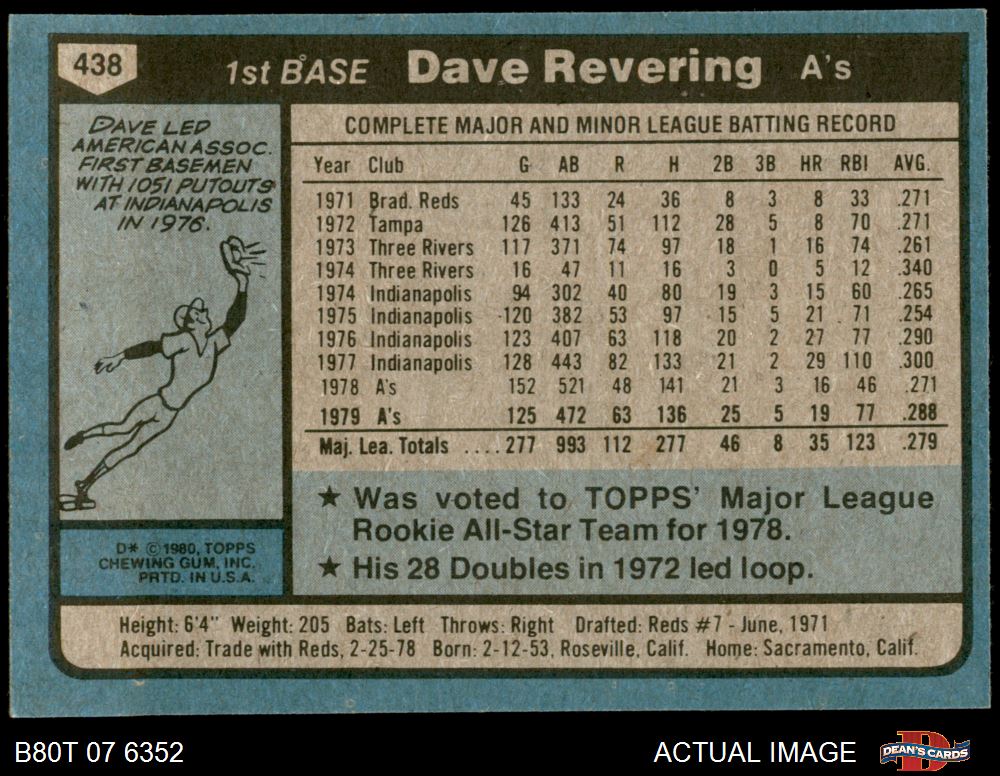 438
1st BASE Dave Revering A's
DAVE LED
AMERICAN ASSOC.
FIRST BASEMEN
WITH 1051 PUTOUTS
AT INDIANAPOLIS
IN 1976.
D* © 1980, TOPPS
CHEWING GUM, INC.
PRTD. IN U.S.A.
COMPLETE MAJOR AND MINOR LEAGUE BATTING RECORD
Year Club G AB R H 2B 3B HR RBI AVG.
1971 Brad. Reds 45 133 24 36 8 3 8 33 .271
1972 Tampa 126 413 51 112 28 5 8 70 .271
1973 Three Rivers 117 371 74 97 18 1 16 74 .261
1974 Three Rivers 16 47 11 16 3 0 5 12 .340
1974 Indianapolis 94 302 40 80 19 3 15 60 .265
1975 Indianapolis 120 382 53 97 15 5 21 71 .254
1976 Indianapolis 123 407 63 118 20 2 27 77 .290
1977 Indianapolis 128 443 82 133 21 2 29 110 .300
1978 A's 152 521 48 141 21 3 16 46 .271
1979 A's 125 472 63 136 25 5 19 77 .288
Maj. Lea. Totals ....277 993 112 277 46 8 35 123 .279
★ Was voted to TOPPS' Major League
Rookie All-Star Team for 1978.
★ His 28 Doubles in 1972 led loop.
Height: 6'4" Weight: 205 Bats: Left Throws: Right Drafted: Reds #7 - June, 1971
Acquired: Trade with Reds, 2-25-78 Born: 2-12-53, Roseville, Calif. Home: Sacramento, Calif.
B80T 07 6352
ACTUAL IMAGE
D
DEAN'S CARDS